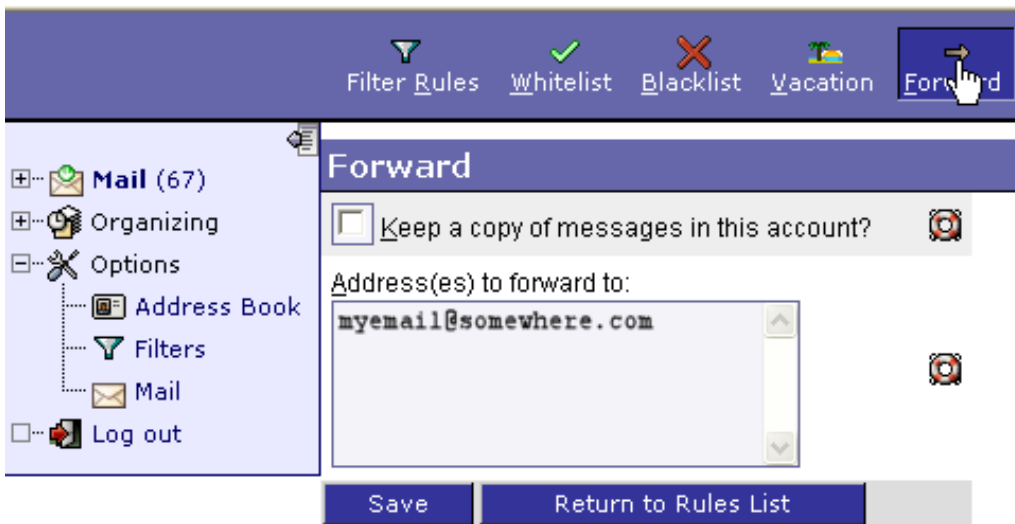 Filter Rules Whitelist Blacklist Vacation Forward
Mail (67)
Organizing
Options
Address Book
Filters
Mail
Log out
Forward
Keep a copy of messages in this account?
Address(es) to forward to:
myemail@somewhere.com
Save Return to Rules List